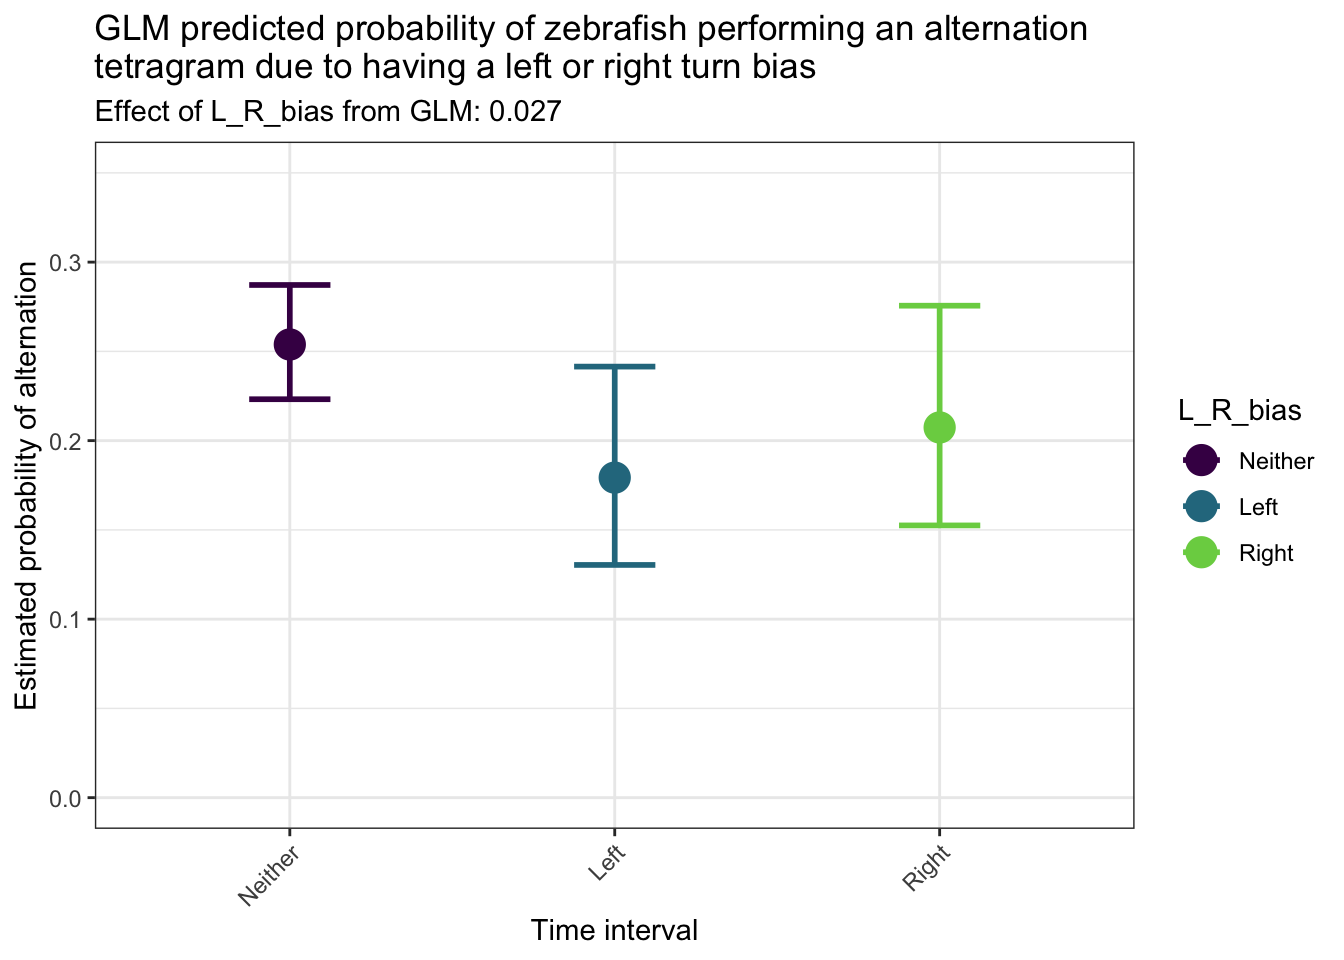 GLM predicted probability of zebrafish performing an alternation
tetragram due to having a left or right turn bias
Effect of L_R_bias from GLM: 0.027
Estimated probability of alternation
0.3
0.2
0.1
0.0
Neither
Left
Right
Time interval
L_R_bias
Neither
Left
Right